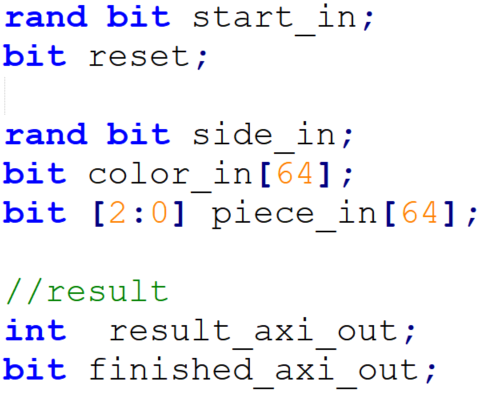 rand bit start_in;
bit reset;
rand bit side_in;
bit color_in[64];
bit [2:0] piece_in[64];
//result
int  result_axi_out;
bit finished_axi_out;